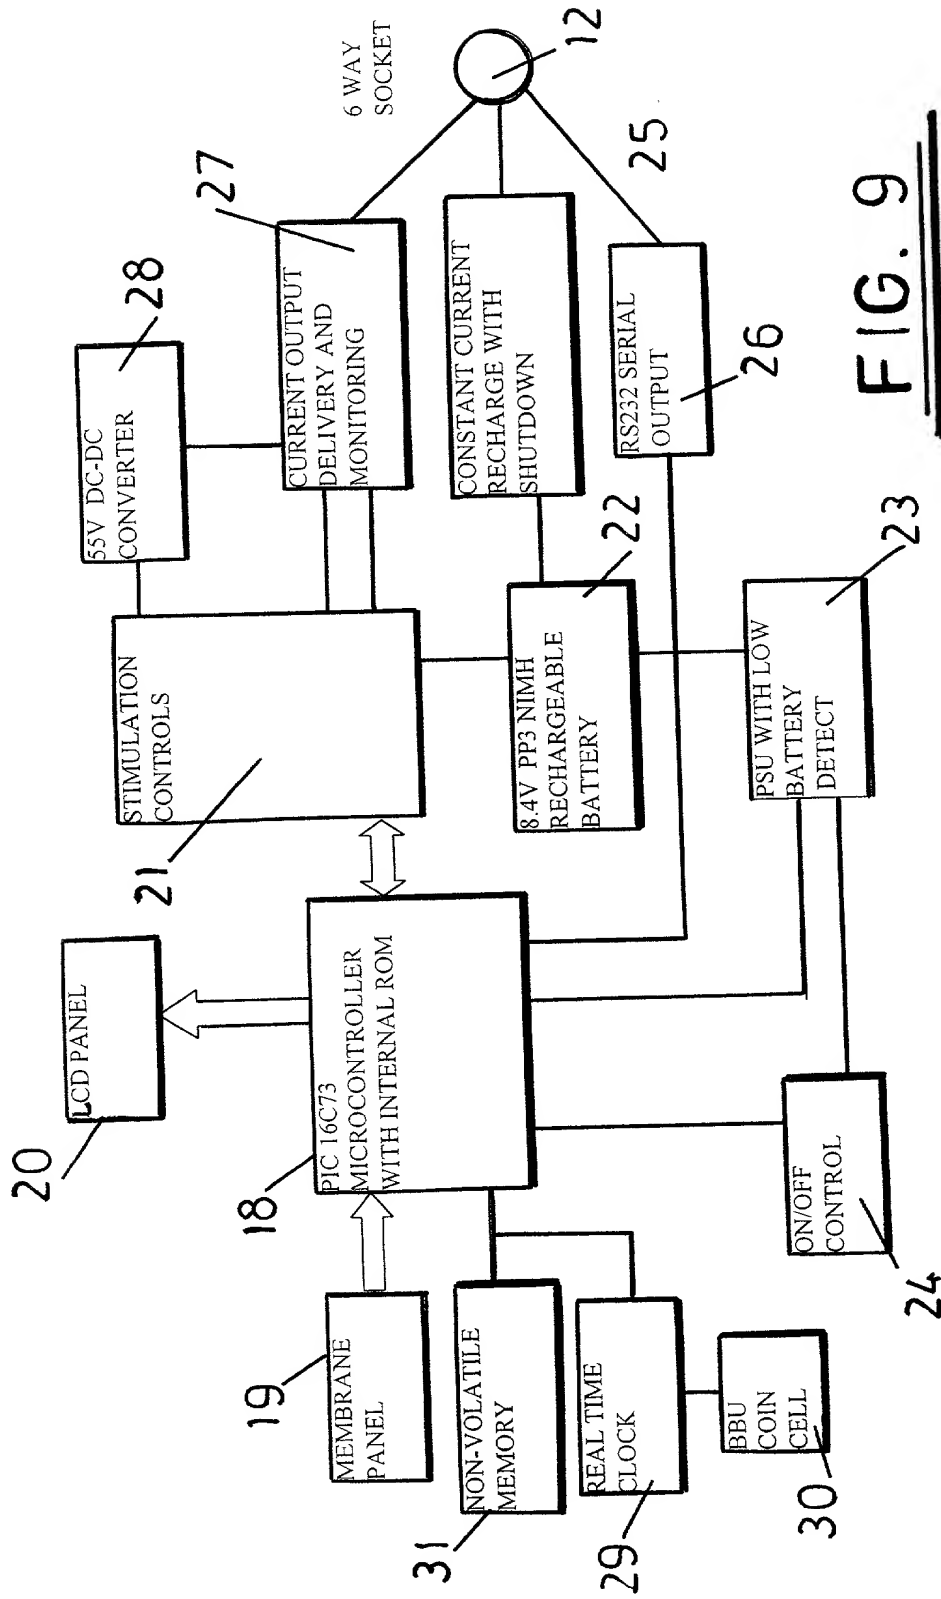 6 WAY
SOCKET
12
27
28
55V DC-DC
CONVERTER
CURRENT OUTPUT
DELIVERY AND
MONITORING
CONSTANT CURRENT
RECHARGE WITH
SHUTDOWN
25
RS232 SERIAL
OUTPUT
26
STIMULATION
CONTROLS
21
8.4V PP3 NIMH
RECHARGEABLE
BATTERY
22
PSU WITH LOW
BATTERY
DETECT
23
LCD PANEL
20
PIC 16C73
MICROCONTROLLER
WITH INTERNAL ROM
18
ON/OFF
CONTROL
24
MEMBRANE
PANEL
19
NON-VOLATILE
MEMORY
31
REAL TIME
CLOCK
29
BBU
COIN
CELL
30
FIG. 9